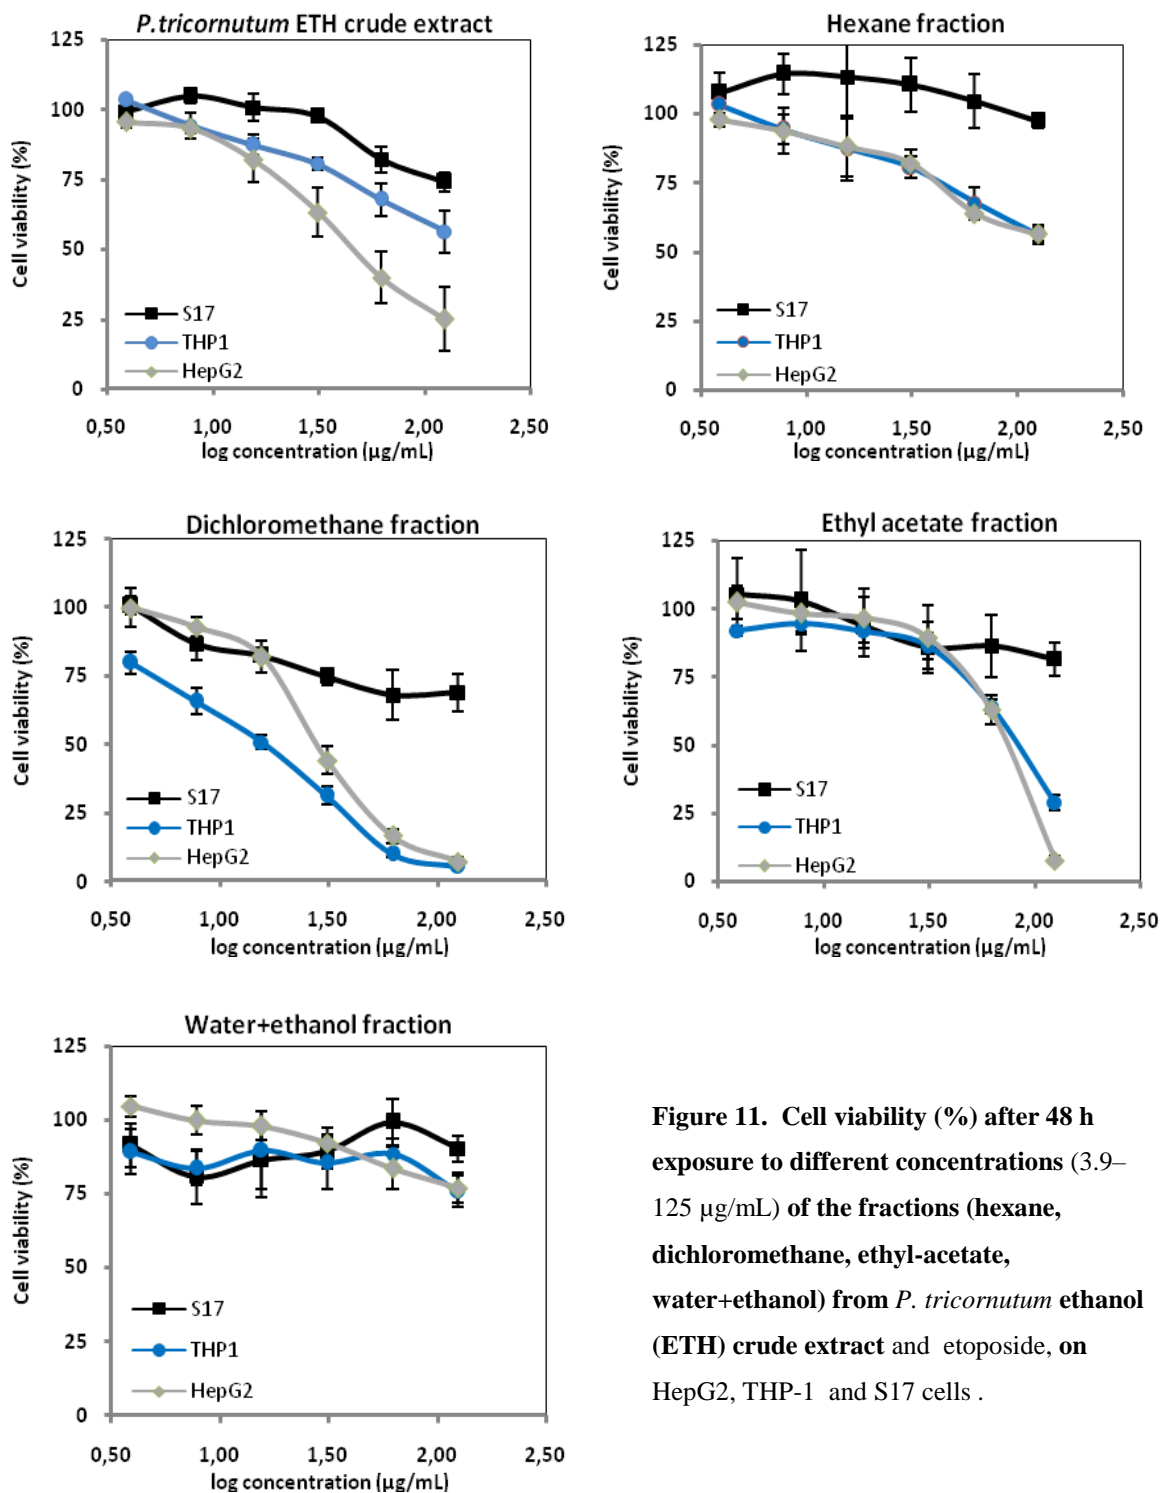 P.tricornutum ETH crude extract
125
100
75
50
25
0
Cell viability (%)
S17
THP1
HepG2
0,50 1,00 1,50 2,00 2,50
log concentration (µg/mL)
Hexane fraction
125
100
75
50
25
0
Cell viability (%)
S17
THP1
HepG2
0,50 1,00 1,50 2,00 2,50
log concentration (µg/mL)
Dichloromethane fraction
125
100
75
50
25
0
Cell viability (%)
S17
THP1
HepG2
0,50 1,00 1,50 2,00 2,50
log concentration (µg/mL)
Ethyl acetate fraction
125
100
75
50
25
0
Cell viability (%)
S17
THP1
HepG2
0,50 1,00 1,50 2,00 2,50
log concentration (µg/mL)
Water+ethanol fraction
125
100
75
50
25
0
Cell viability (%)
S17
THP1
HepG2
0,50 1,00 1,50 2,00 2,50
log concentration (µg/mL)
Figure 11. Cell viability (%) after 48 h
exposure to different concentrations (3.9–
125 µg/mL) of the fractions (hexane,
dichloromethane, ethyl-acetate,
water+ethanol) from P. tricornutum ethanol
(ETH) crude extract and etoposide, on
HepG2, THP-1 and S17 cells .